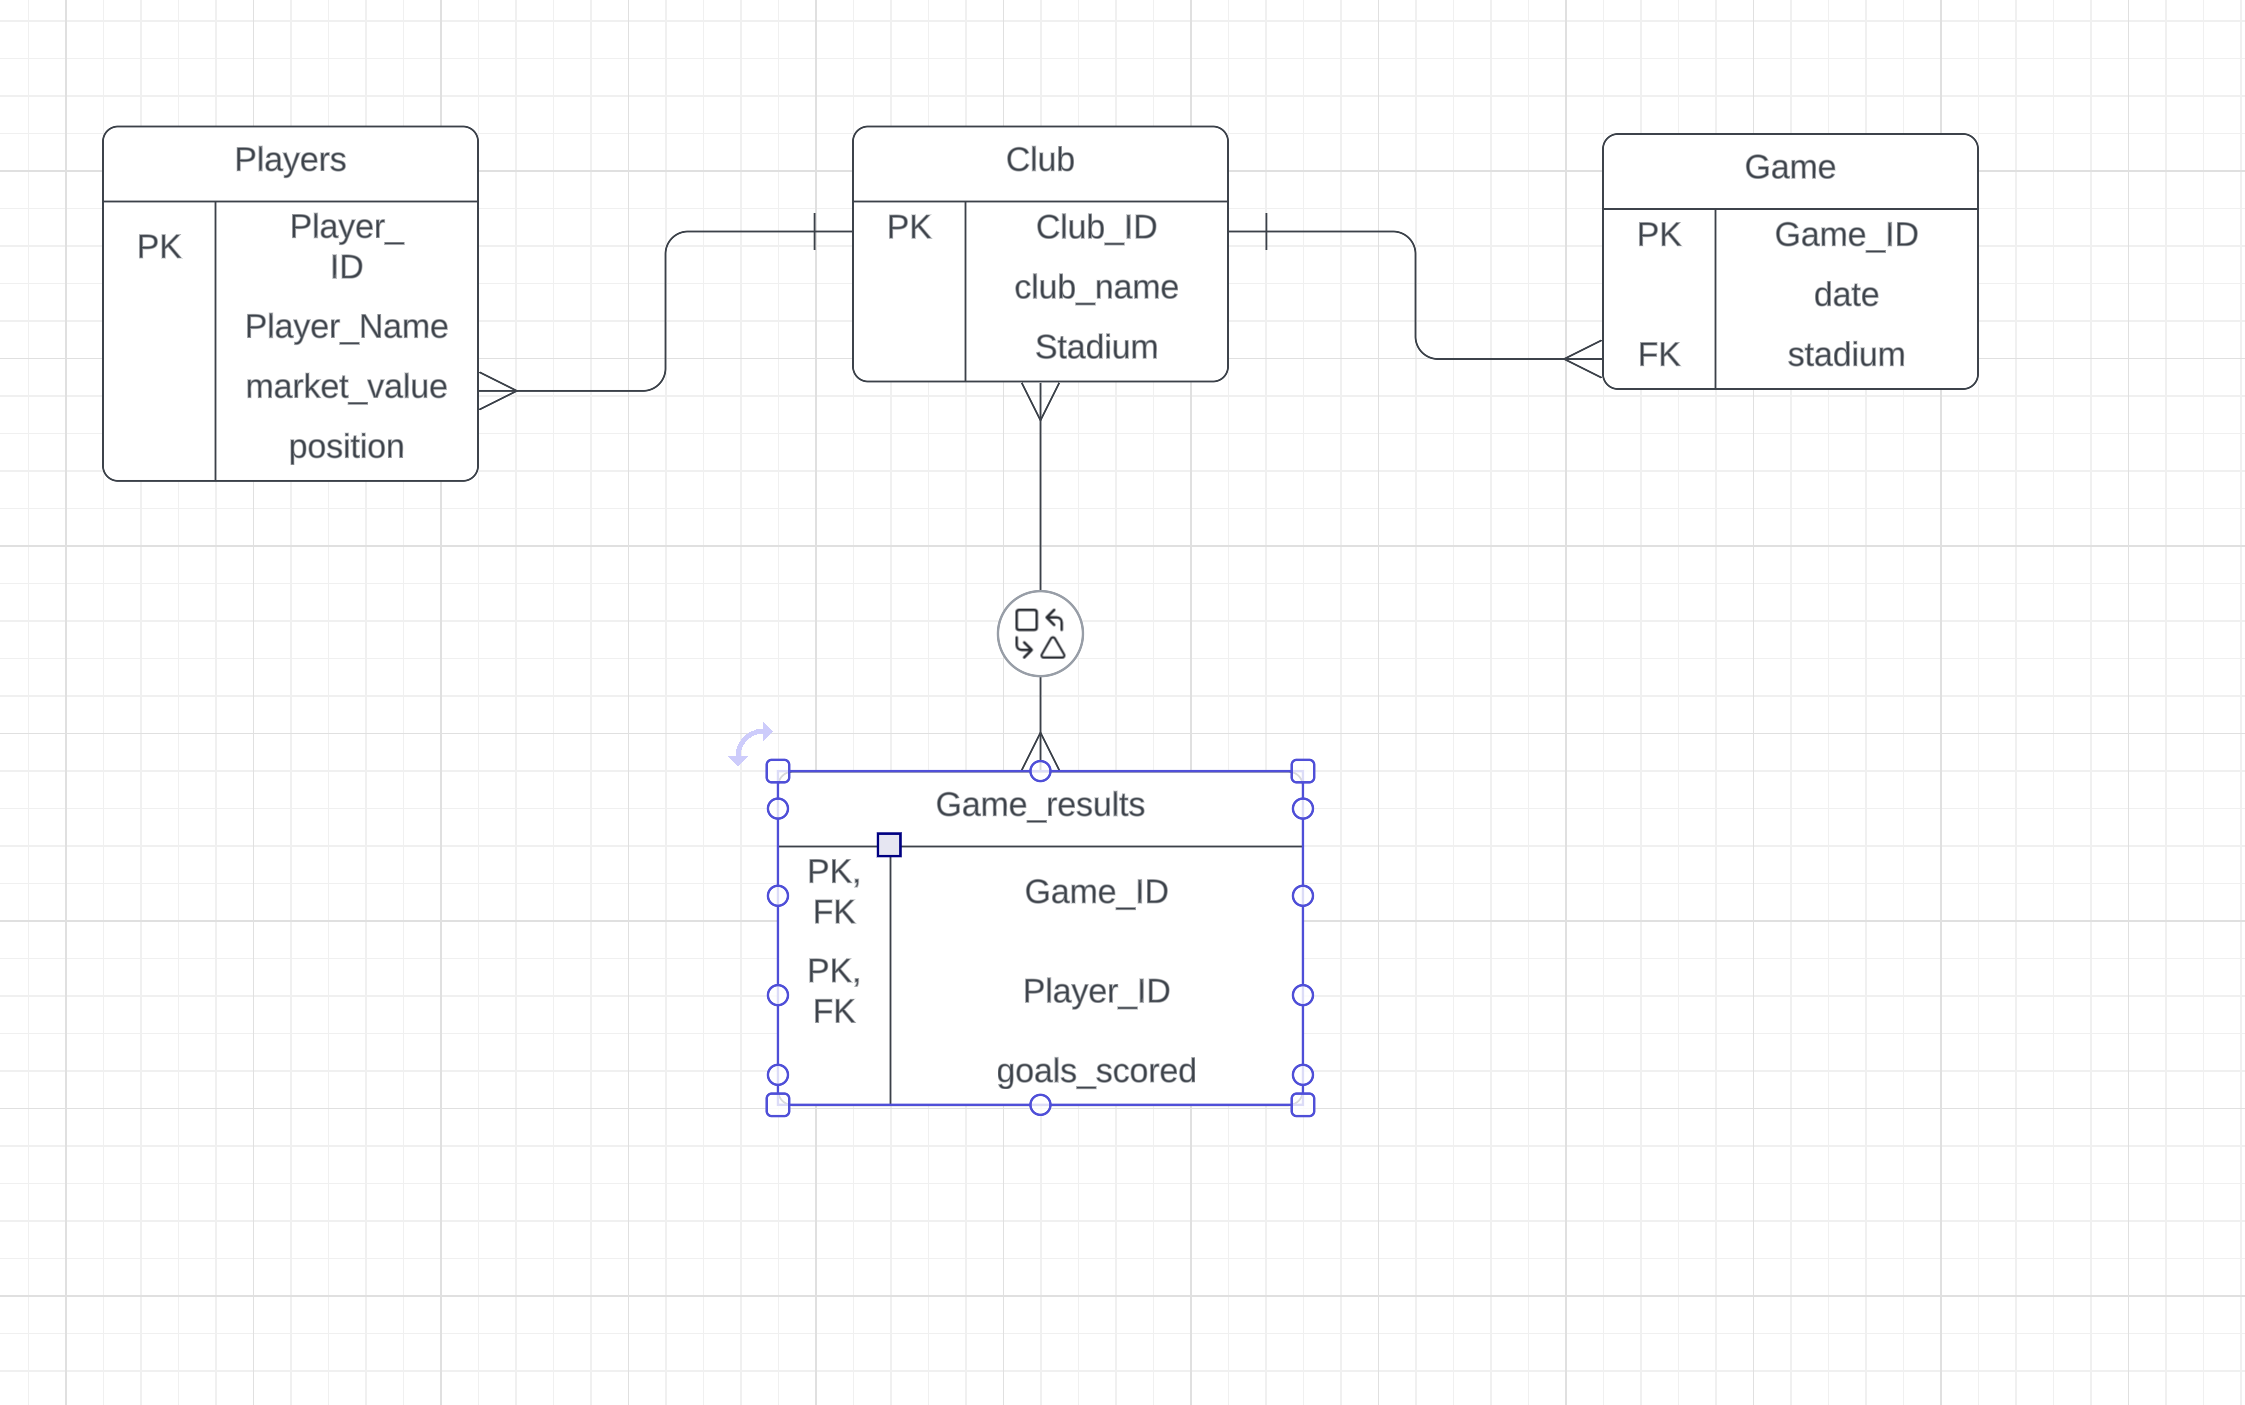 Players
PK
Player_
ID
Player_Name
market_value
position
Club
PK
Club_ID
club_name
Stadium
Game
PK
Game_ID
date
FK
stadium
Game_results
PK,
FK
Game_ID
PK,
FK
Player_ID
goals_scored